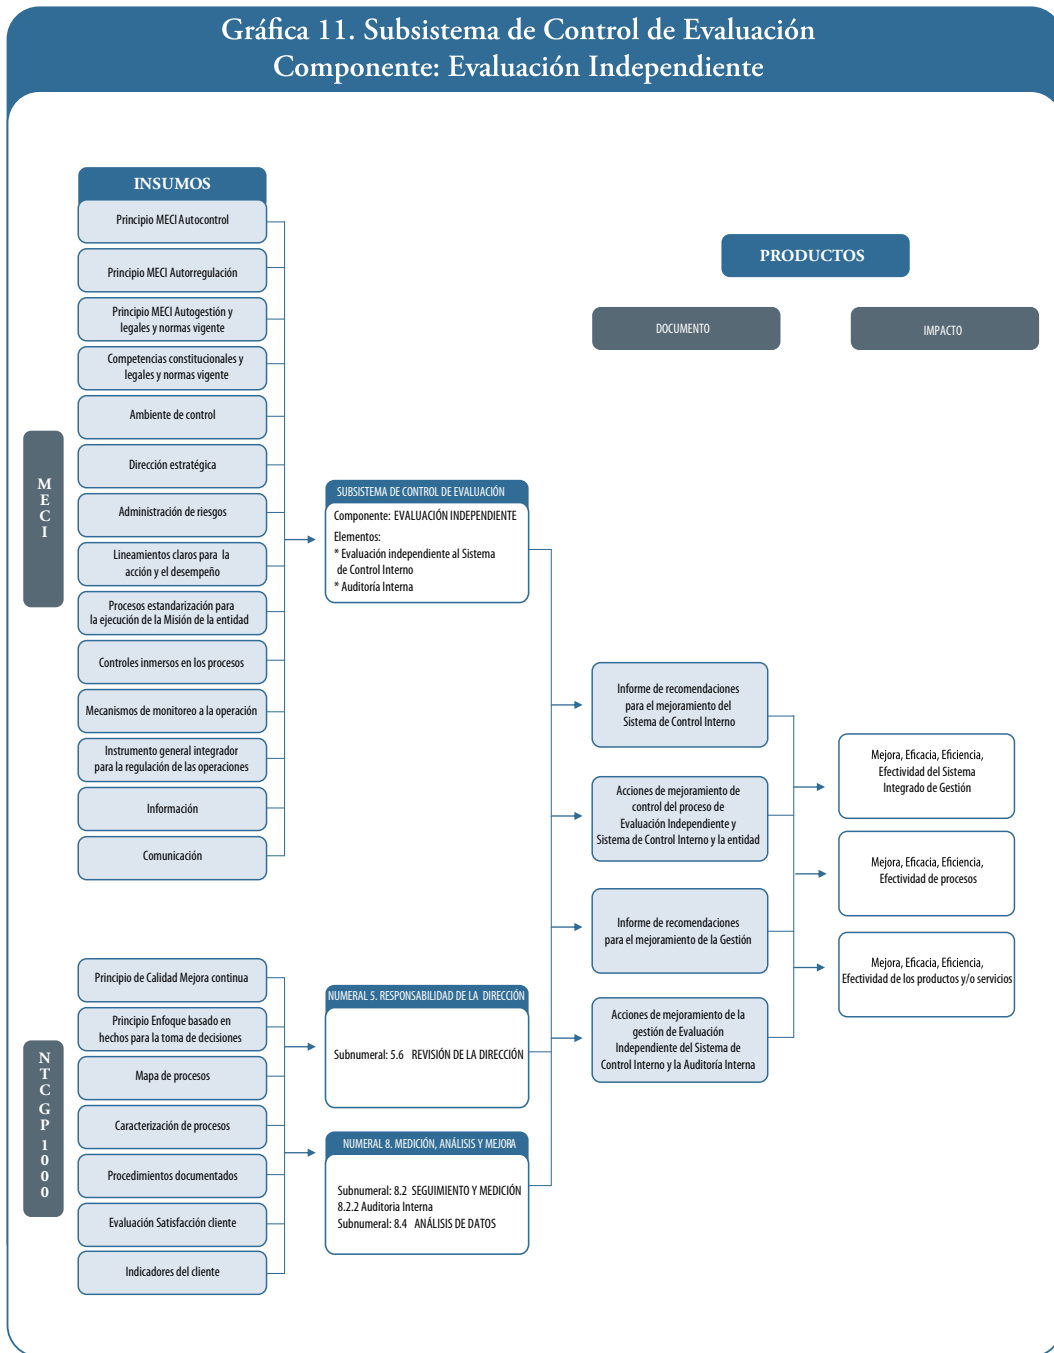 Gráfica 11. Subsistema de Control de Evaluación
Componente: Evaluación Independiente
INSUMOS
Principio MECI Autocontrol
Principio MECI Autorregulación
Principio MECI Autogestión y
legales y normas vigente
Competencias constitucionales y
legales y normas vigente
Ambiente de control
Dirección estratégica
Administración de riesgos
Lineamientos claros para la
acción y el desempeño
Procesos estandarización para
la ejecución de la Misión de la entidad
Controles inmersos en los procesos
Mecanismos de monitoreo a la operación
Instrumento general integrador
para la regulación de las operaciones
Información
Comunicación
M
E
C
I
Principio de Calidad Mejora continua
Principio Enfoque basado en
hechos para la toma de decisiones
Mapa de procesos
Caracterización de procesos
Procedimientos documentados
Evaluación Satisfacción cliente
Indicadores del cliente
N
T
C
G
P
1
0
0
0
SUBSISTEMA DE CONTROL DE EVALUACIÓN
Componente: EVALUACIÓN INDEPENDIENTE
Elementos:
* Evaluación independiente al Sistema
de Control Interno
* Auditoría Interna
NUMERAL 5. RESPONSABILIDAD DE LA DIRECCIÓN
Subnumeral: 5.6 REVISIÓN DE LA DIRECCIÓN
NUMERAL 8. MEDICIÓN, ANÁLISIS Y MEJORA
Subnumeral: 8.2 SEGUIMIENTO Y MEDICIÓN
8.2.2 Auditoria Interna
Subnumeral: 8.4 ANÁLISIS DE DATOS
PRODUCTOS
DOCUMENTO
IMPACTO
Informe de recomendaciones
para el mejoramiento del
Sistema de Control Interno
Acciones de mejoramiento de
control del proceso de
Evaluación Independiente y
Sistema de Control Interno y la entidad
Informe de recomendaciones
para el mejoramiento de la Gestión
Acciones de mejoramiento de la
gestión de Evaluación
Independiente del Sistema de
Control Interno y la Auditoría Interna
Mejora, Eficacia, Eficiencia,
Efectividad del Sistema
Integrado de Gestión
Mejora, Eficacia, Eficiencia,
Efectividad de procesos
Mejora, Eficacia, Eficiencia,
Efectividad de los productos y/o servicios